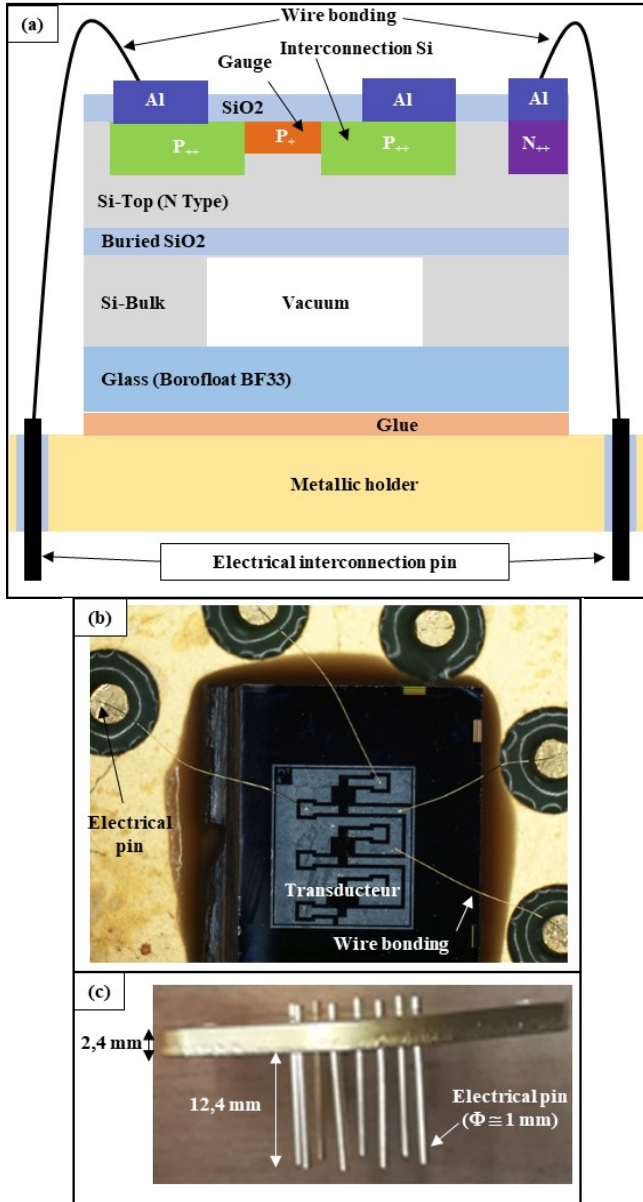 (a)
Wire bonding
Interconnection Si
Gauge
Al
SiO2
Al
Al
P++
P+
P++
N++
Si-Top (N Type)
Buried SiO2
Si-Bulk
Vacuum
Glass (Borofloat BF33)
Glue
Metallic holder
Electrical interconnection pin
(b)
Electrical
pin
Transducteur
Wire bonding
(c)
2,4 mm
12,4 mm
Electrical pin
(Φ≅1 mm)